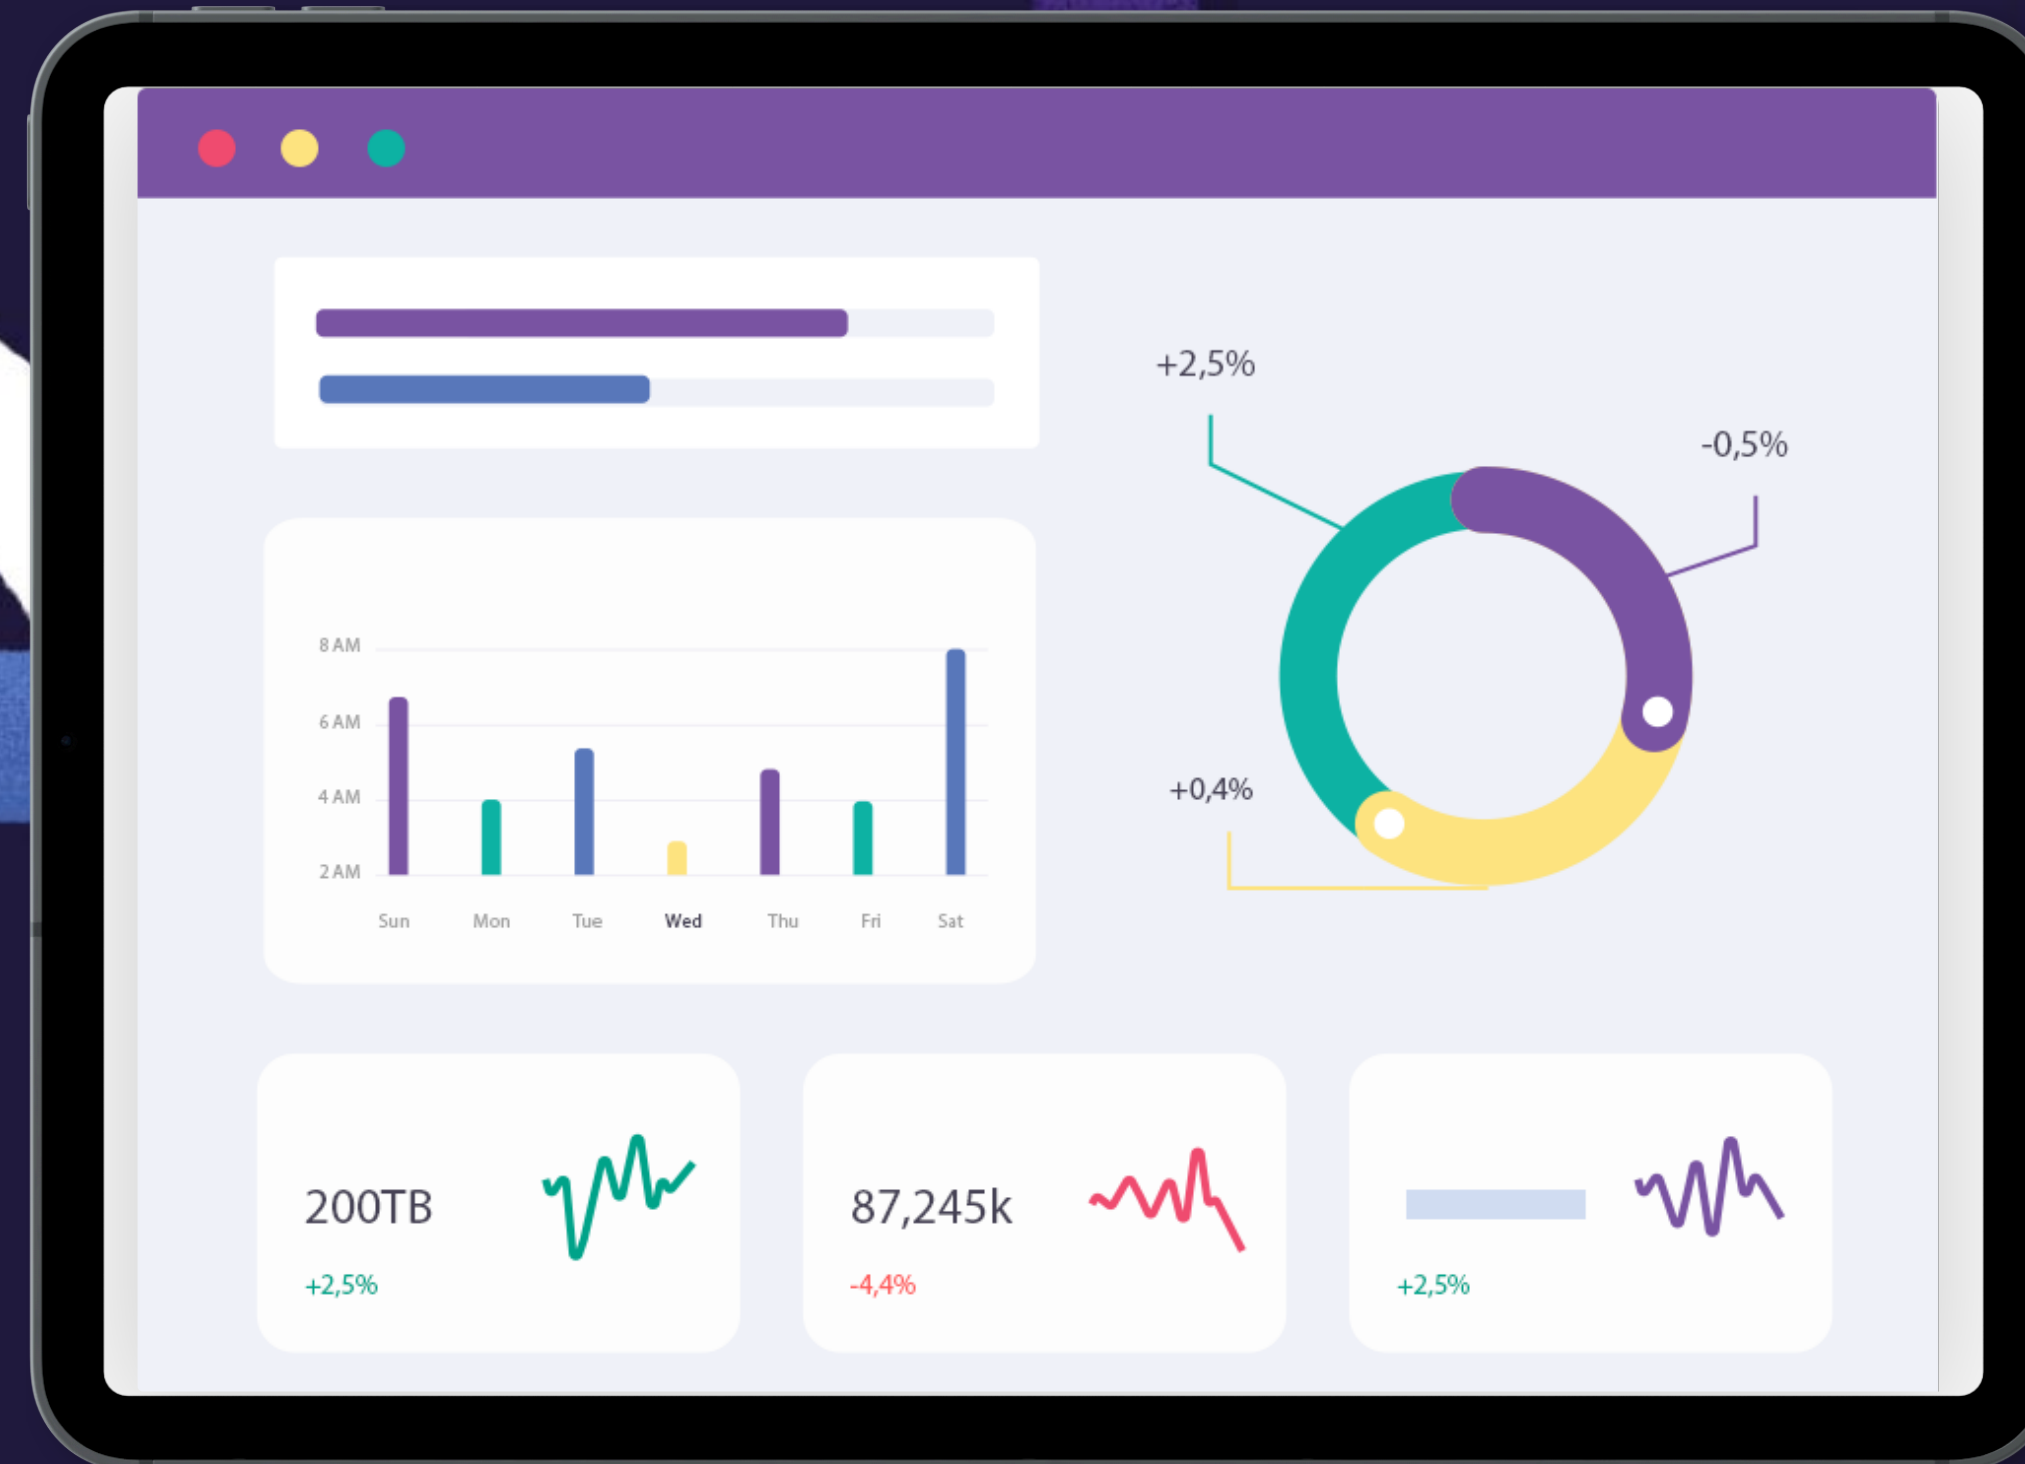 +2,5%
-0,5%
8 AM
6 AM
4 AM
2 AM
Sun Mon Tue Wed Thu Fri Sat
+0,4%
200TB
+2,5%
87,245k
-4,4%
+2,5%